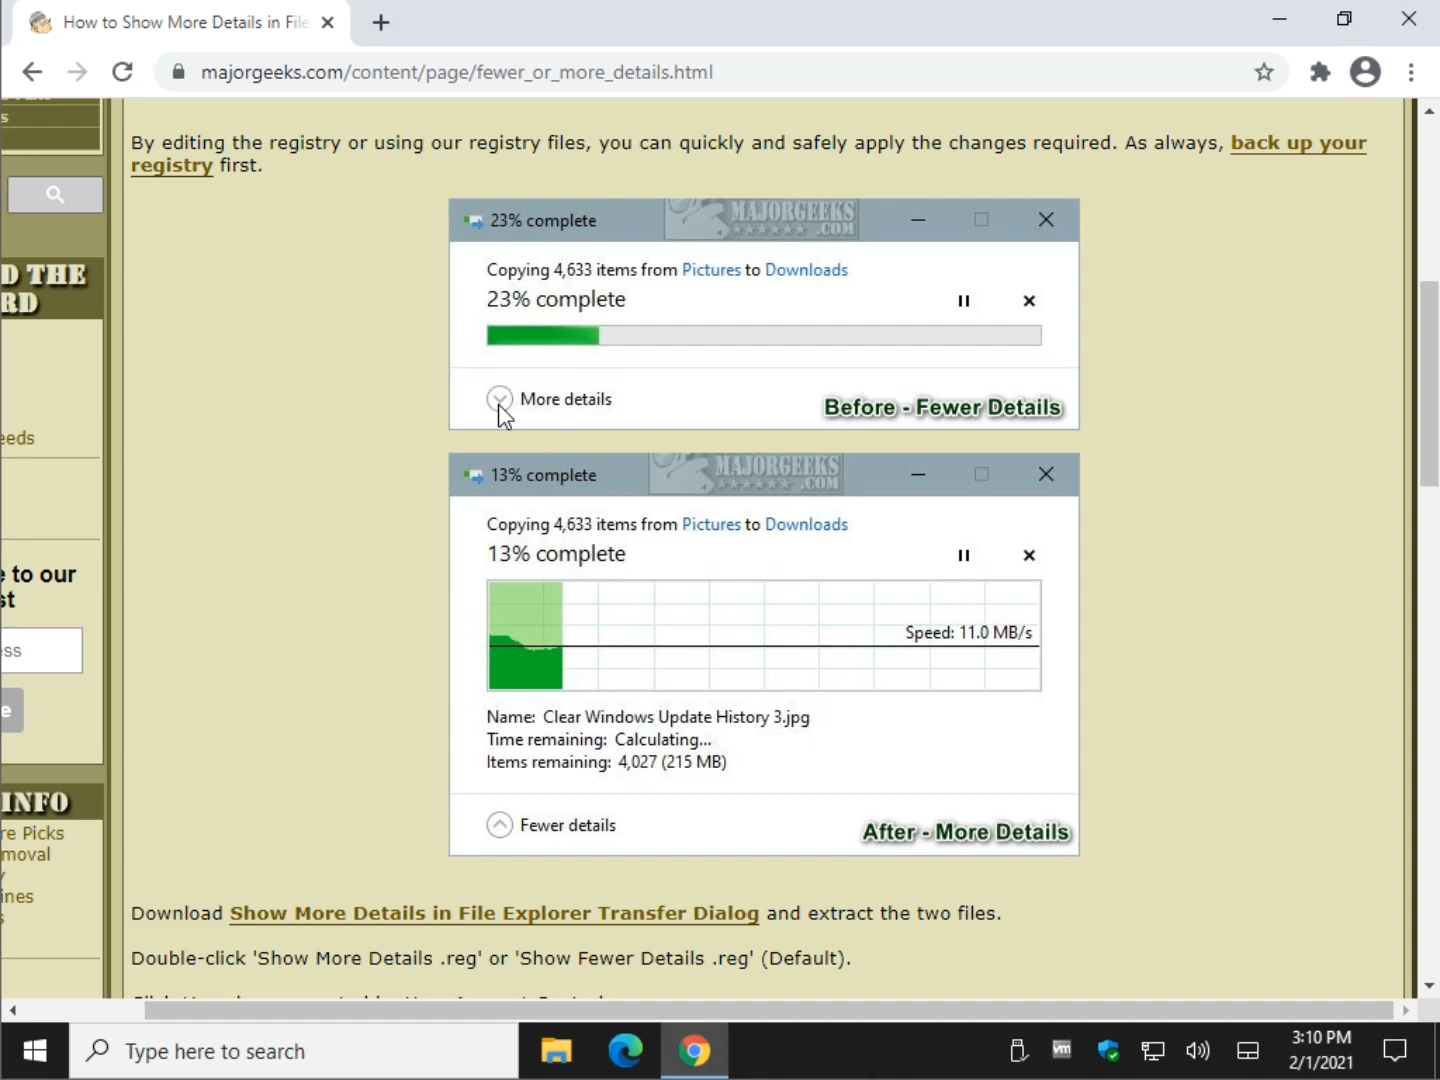 How to Show More Details in File
majorgeeks.com/content/page/fewer_or_more_details.html
s
By editing the registry or using our registry files, you can quickly and safely apply the changes required. As always, back up your
registry first.
23% complete
MAJORGEEKS
.COM
Copying 4,633 items from Pictures to Downloads
23% complete
More details
Before - Fewer Details
D THE
RD
eeds
13% complete
MAJORGEEKS
.COM
Copying 4,633 items from Pictures to Downloads
13% complete
Speed: 11.0 MB/s
Name: Clear Windows Update History 3.jpg
Time remaining: Calculating...
Items remaining: 4,027 (215 MB)
Fewer details
After - More Details
e to our
st
ess
e
INFO
re Picks
moval
y
ines
s
Download Show More Details in File Explorer Transfer Dialog and extract the two files.
Double-click 'Show More Details .reg' or 'Show Fewer Details .reg' (Default).
Type here to search
vm
3:10 PM
2/1/2021